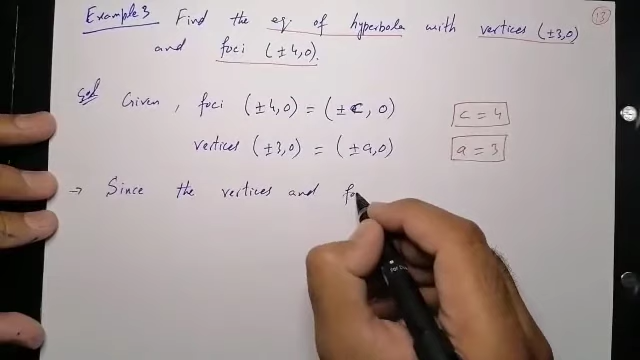 Example 3 Find the eq of hyperbola with vertices (±3,0) 13
and foci (±4,0).
Sol Given, foci (±4,0) = (±c, 0) c = 4
vertices (±3,0) = (±a,0) a = 3
→ Since the vertices and fo